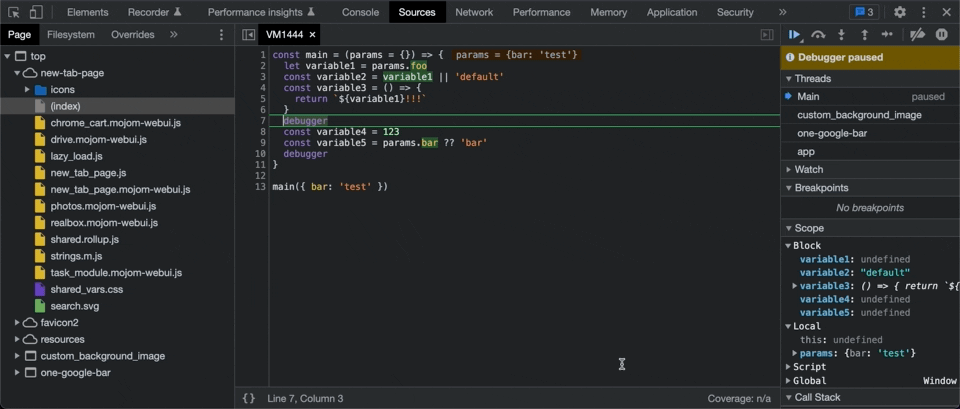 Elements Recorder Performance insights Console Sources Network Performance Memory Application Security » 3
Page Filesystem Overrides » VM1444 ×
top
new-tab-page
icons
(index)
chrome_cart.mojom-webui.js
drive.mojom-webui.js
lazy_load.js
new_tab_page.js
new_tab_page.mojom-webui.js
photos.mojom-webui.js
realbox.mojom-webui.js
shared.rollup.js
strings.m.js
task_module.mojom-webui.js
shared_vars.css
search.svg
favicon2
resources
custom_background_image
one-google-bar
1 const main = (params = {}) => { params = {bar: 'test'}
2 let variable1 = params.foo
3 const variable2 = variable1 || 'default'
4 const variable3 = () => {
5 return `${variable1}!!!`
6 }
7 debugger
8 const variable4 = 123
9 const variable5 = params.bar ?? 'bar'
10 debugger
11 }
12
13 main({ bar: 'test' })
{} Line 7, Column 3 Coverage: n/a
Debugger paused
Threads
Main paused
custom_background_image
one-google-bar
app
Watch
Breakpoints
No breakpoints
Scope
Block
variable1: undefined
variable2: "default"
variable3: () => { return `${
variable4: undefined
variable5: undefined
Local
this: undefined
params: {bar: 'test'}
Script
Global Window
Call Stack